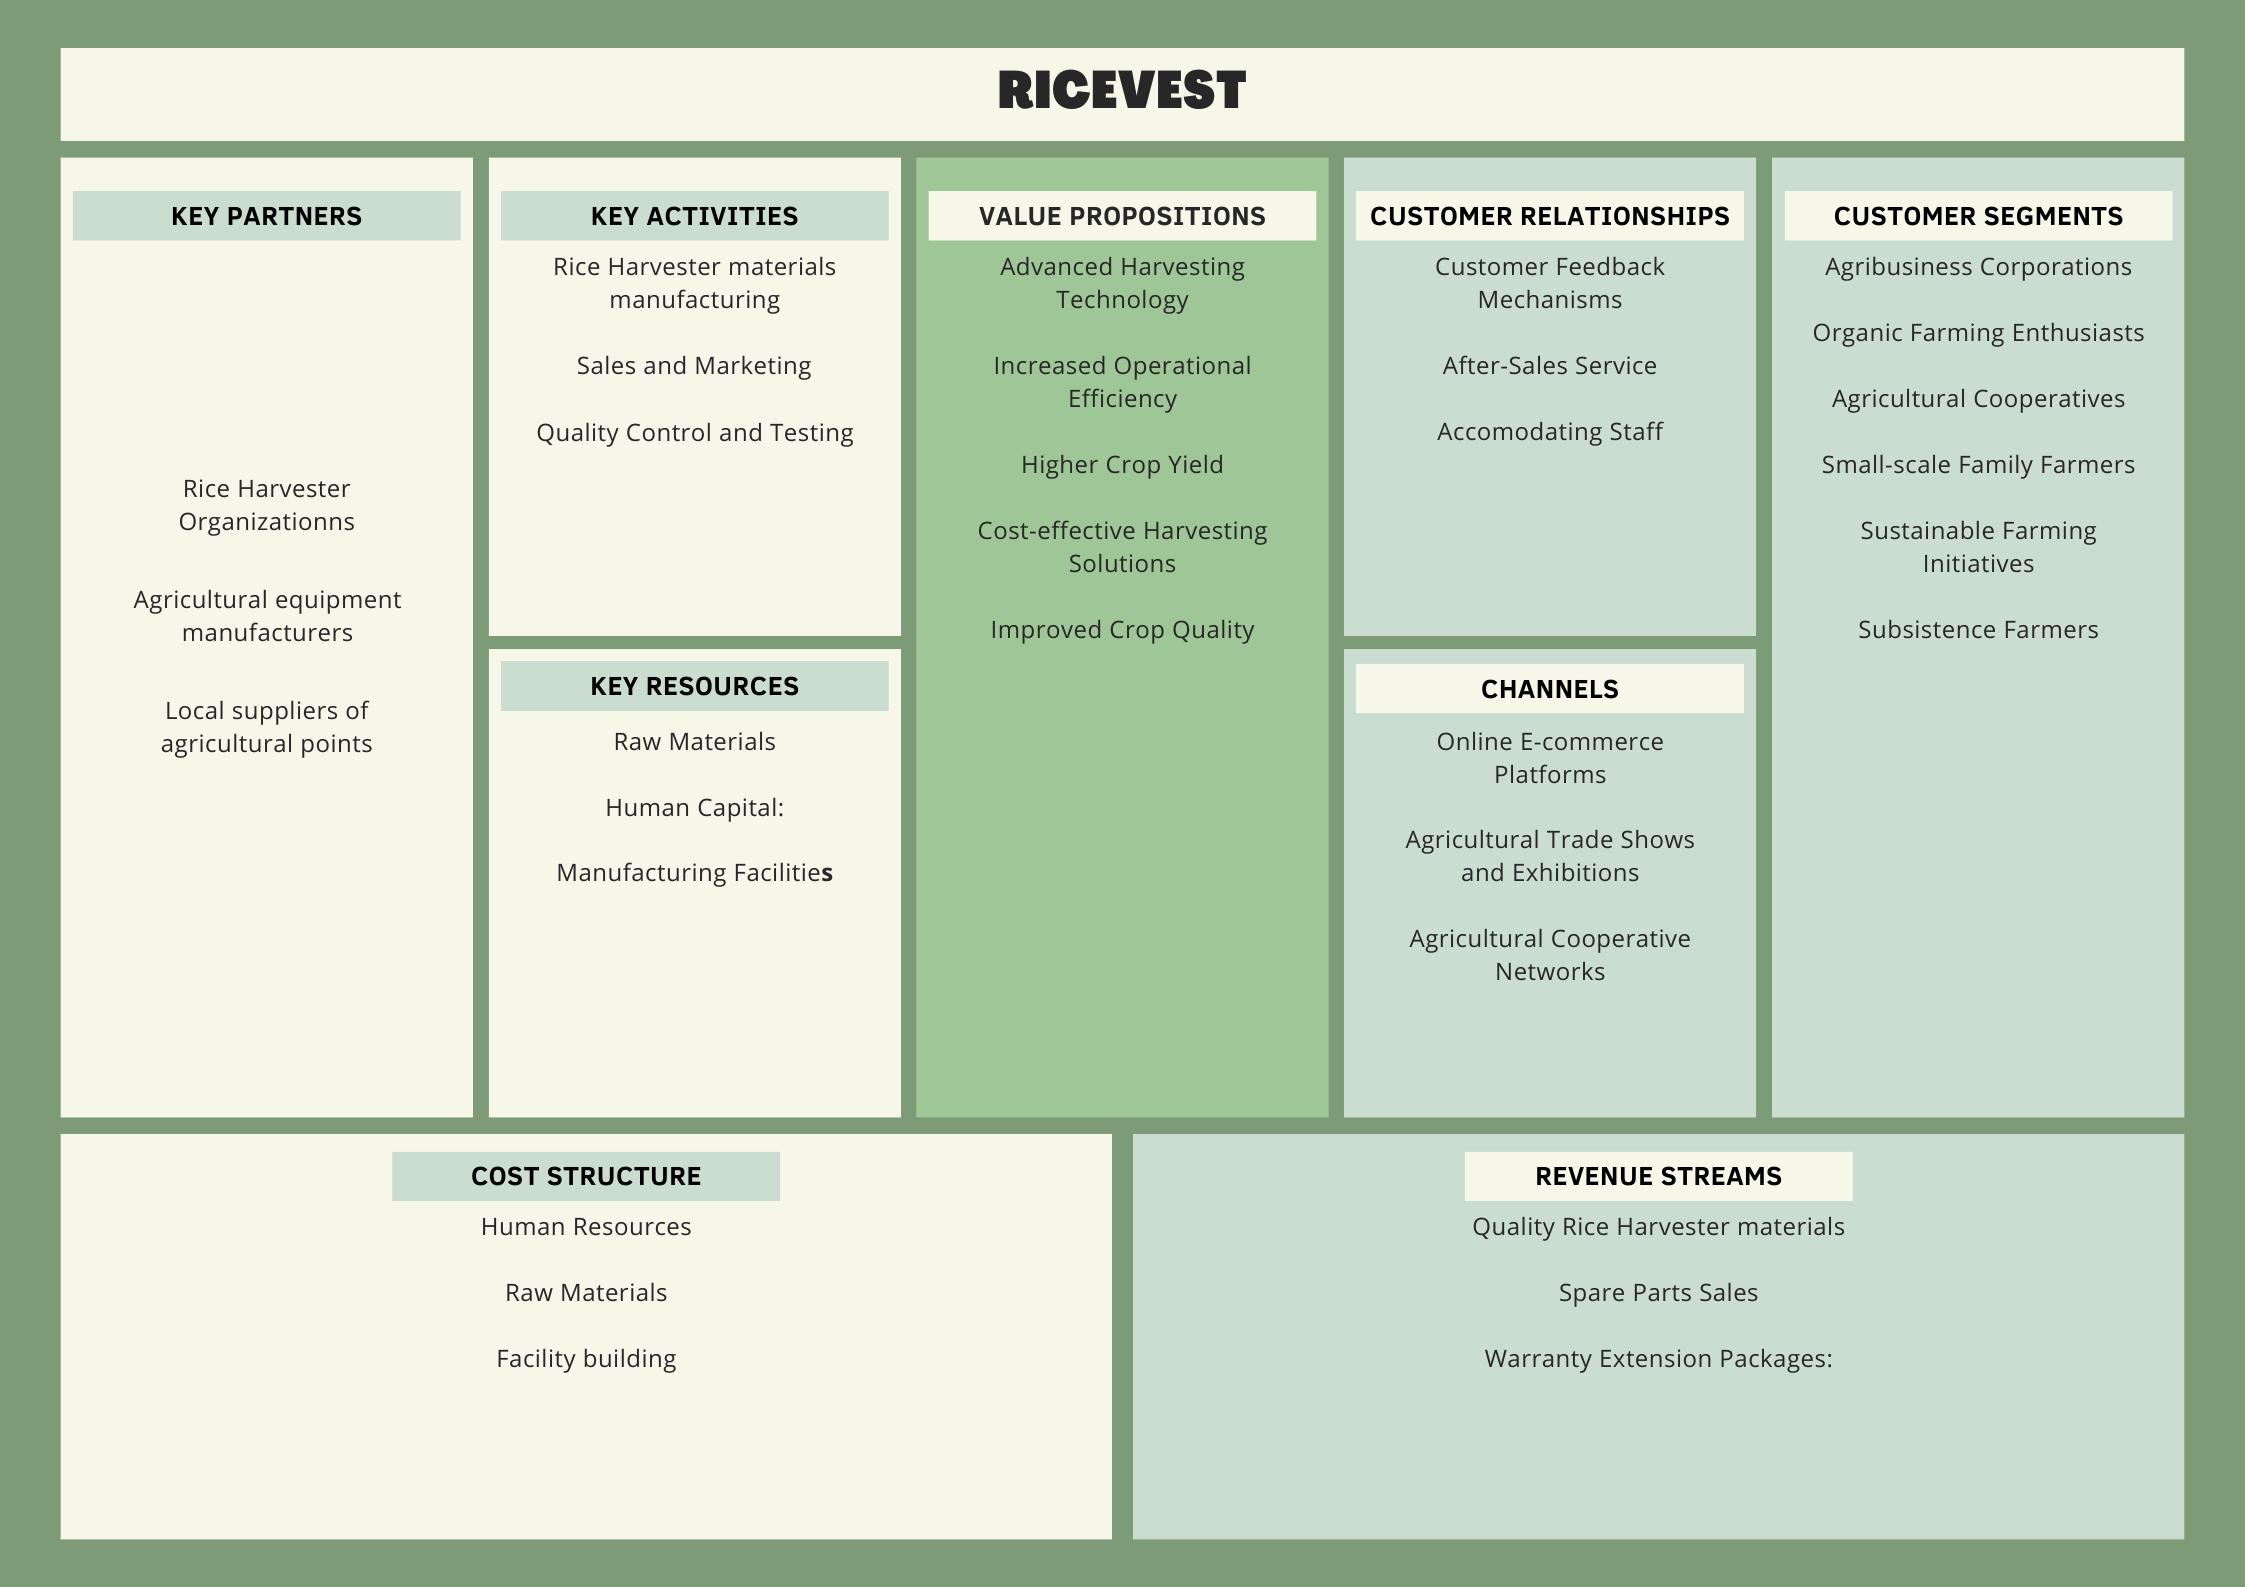 RICEVEST
KEY PARTNERS
Rice Harvester
Organizationns
Agricultural equipment
manufacturers
Local suppliers of
agricultural points
KEY ACTIVITIES
Rice Harvester materials
manufacturing
Sales and Marketing
Quality Control and Testing
KEY RESOURCES
Raw Materials
Human Capital:
Manufacturing Facilities
VALUE PROPOSITIONS
Advanced Harvesting
Technology
Increased Operational
Efficiency
Higher Crop Yield
Cost-effective Harvesting
Solutions
Improved Crop Quality
CUSTOMER RELATIONSHIPS
Customer Feedback
Mechanisms
After-Sales Service
Accomodating Staff
CHANNELS
Online E-commerce
Platforms
Agricultural Trade Shows
and Exhibitions
Agricultural Cooperative
Networks
CUSTOMER SEGMENTS
Agribusiness Corporations
Organic Farming Enthusiasts
Agricultural Cooperatives
Small-scale Family Farmers
Sustainable Farming
Initiatives
Subsistence Farmers
COST STRUCTURE
Human Resources
Raw Materials
Facility building
REVENUE STREAMS
Quality Rice Harvester materials
Spare Parts Sales
Warranty Extension Packages: